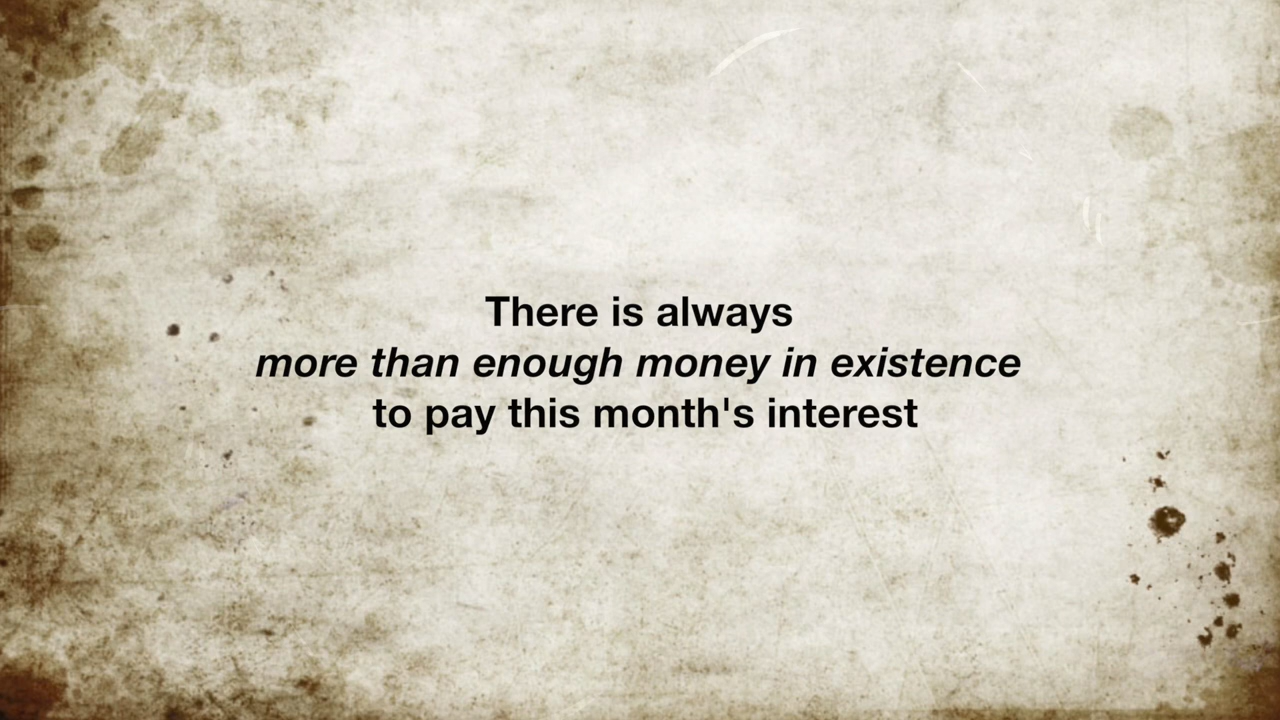 There is always
more than enough money in existence
to pay this month's interest